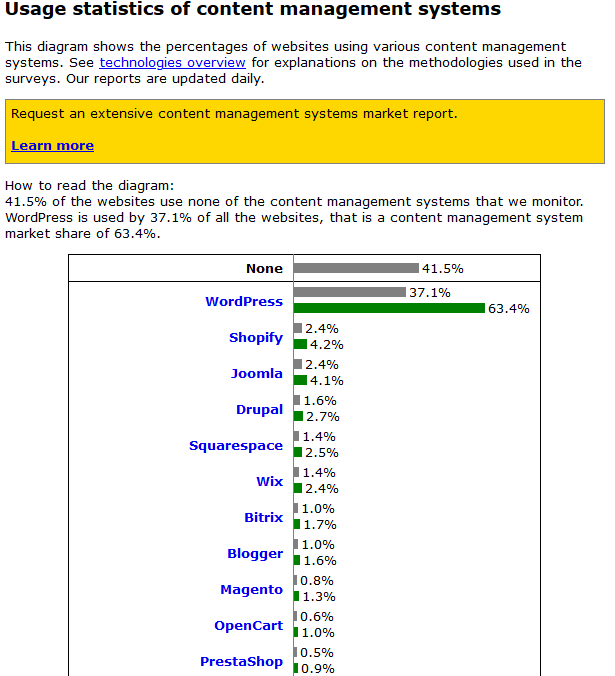 Usage statistics of content management systems
This diagram shows the percentages of websites using various content management
systems. See technologies overview for explanations on the methodologies used in the
surveys. Our reports are updated daily.
Request an extensive content management systems market report.
Learn more
How to read the diagram:
41.5% of the websites use none of the content management systems that we monitor.
WordPress is used by 37.1% of all the websites, that is a content management system
market share of 63.4%.
None 41.5%
WordPress 37.1%
63.4%
Shopify 2.4%
4.2%
Joomla 2.4%
4.1%
Drupal 1.6%
2.7%
Squarespace 1.4%
2.5%
Wix 1.4%
2.4%
Bitrix 1.0%
1.7%
Blogger 1.0%
1.6%
Magento 0.8%
1.3%
OpenCart 0.6%
1.0%
PrestaShop 0.5%
0.9%